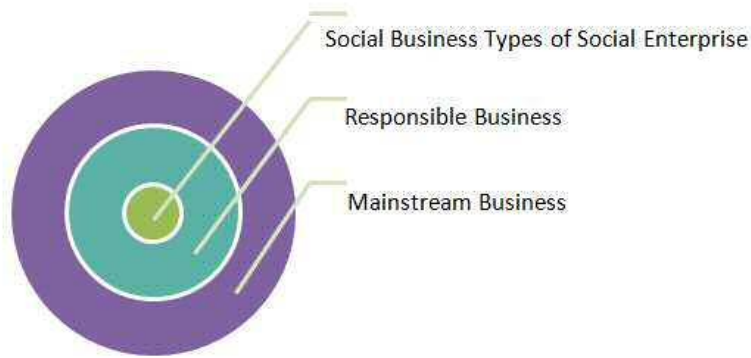 Social Business Types of Social Enterprise
Responsible Business
Mainstream Business